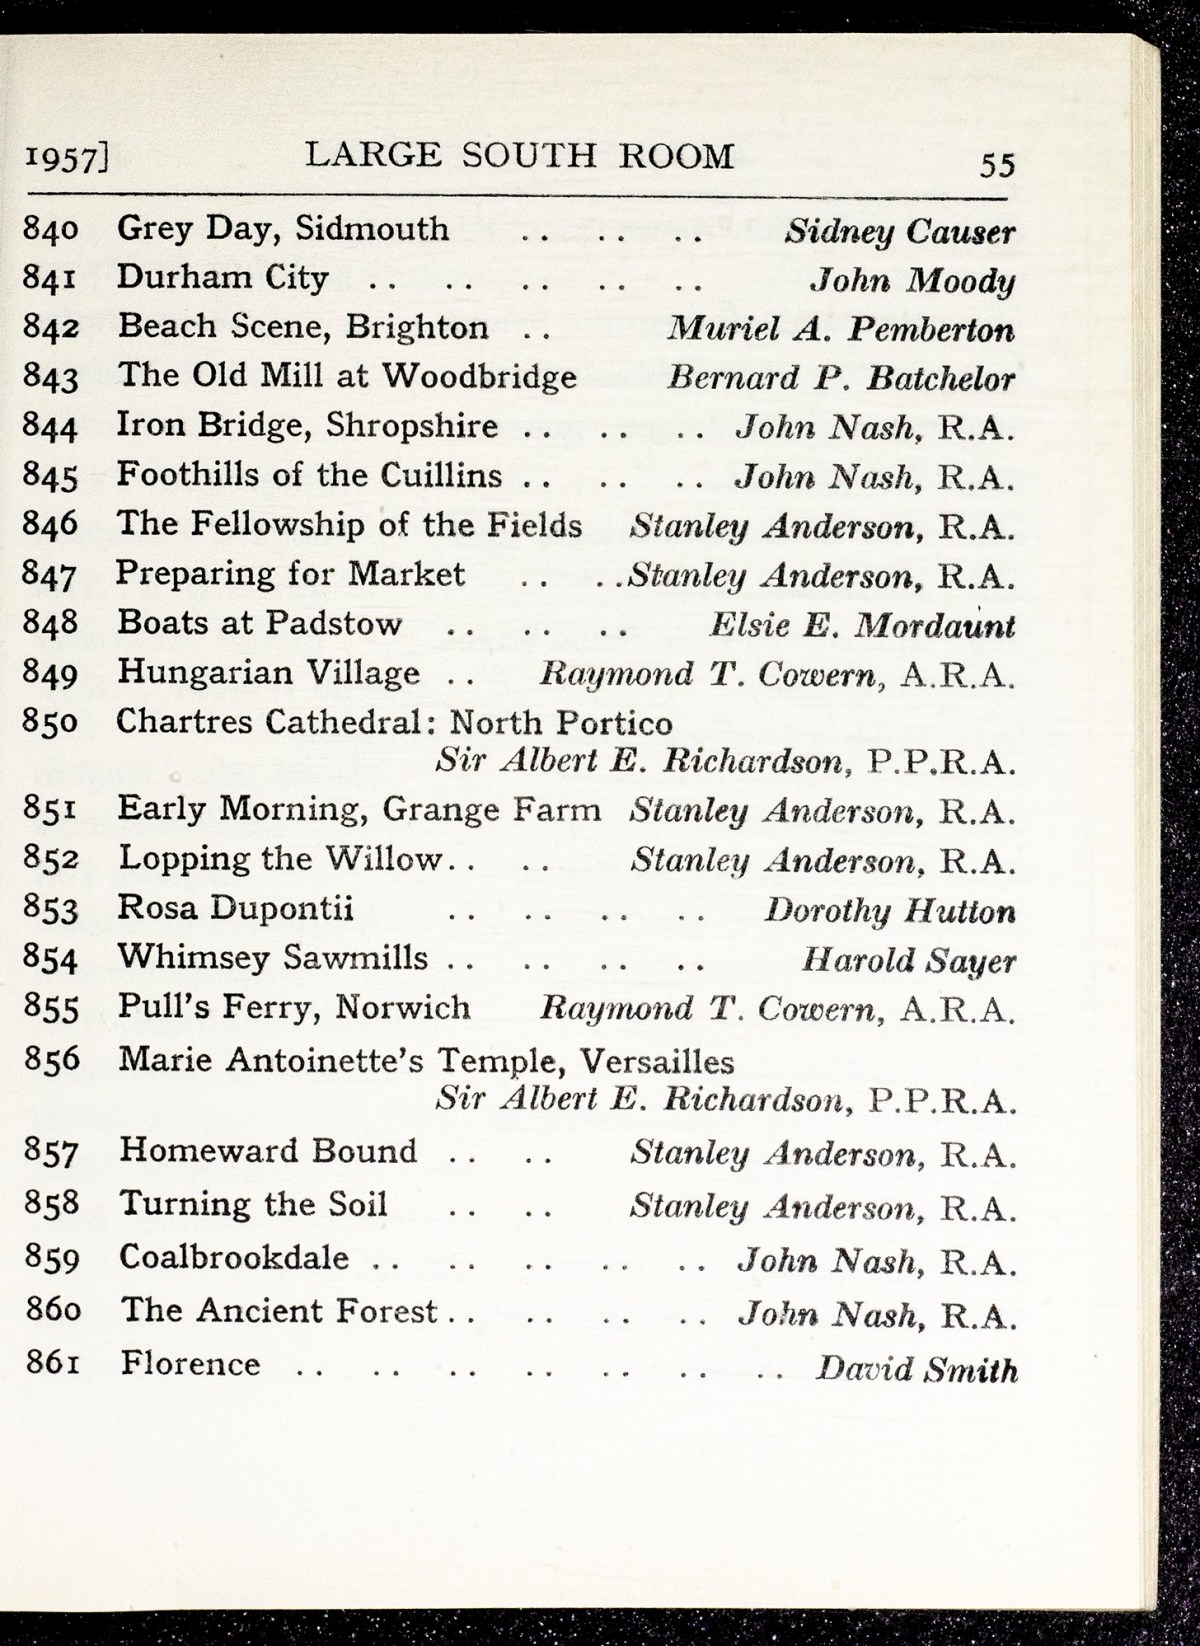 1957] LARGE SOUTH ROOM 55
840 Grey Day, Sidmouth .. .. .. Sidney Causer
841 Durham City .. .. .. .. .. John Moody
842 Beach Scene, Brighton .. Muriel A. Pemberton
843 The Old Mill at Woodbridge Bernard P. Batchelor
844 Iron Bridge, Shropshire .. .. .. John Nash, R.A.
845 Foothills of the Cuillins .. .. .. John Nash, R.A.
846 The Fellowship of the Fields Stanley Anderson, R.A.
847 Preparing for Market .. .. Stanley Anderson, R.A.
848 Boats at Padstow .. .. .. Elsie E. Mordaunt
849 Hungarian Village .. Raymond T. Cowern, A.R.A.
850 Chartres Cathedral: North Portico
Sir Albert E. Richardson, P.P.R.A.
851 Early Morning, Grange Farm Stanley Anderson, R.A.
852 Lopping the Willow.. .. Stanley Anderson, R.A.
853 Rosa Dupontii .. .. .. .. Dorothy Hutton
854 Whimsey Sawmills .. .. .. .. Harold Sayer
855 Pull's Ferry, Norwich Raymond T. Cowern, A.R.A.
856 Marie Antoinette's Temple, Versailles
Sir Albert E. Richardson, P.P.R.A.
857 Homeward Bound .. .. Stanley Anderson, R.A.
858 Turning the Soil .. .. Stanley Anderson, R.A.
859 Coalbrookdale .. .. .. .. .. John Nash, R.A.
860 The Ancient Forest .. .. .. .. John Nash, R.A.
861 Florence .. .. .. .. .. .. .. David Smith